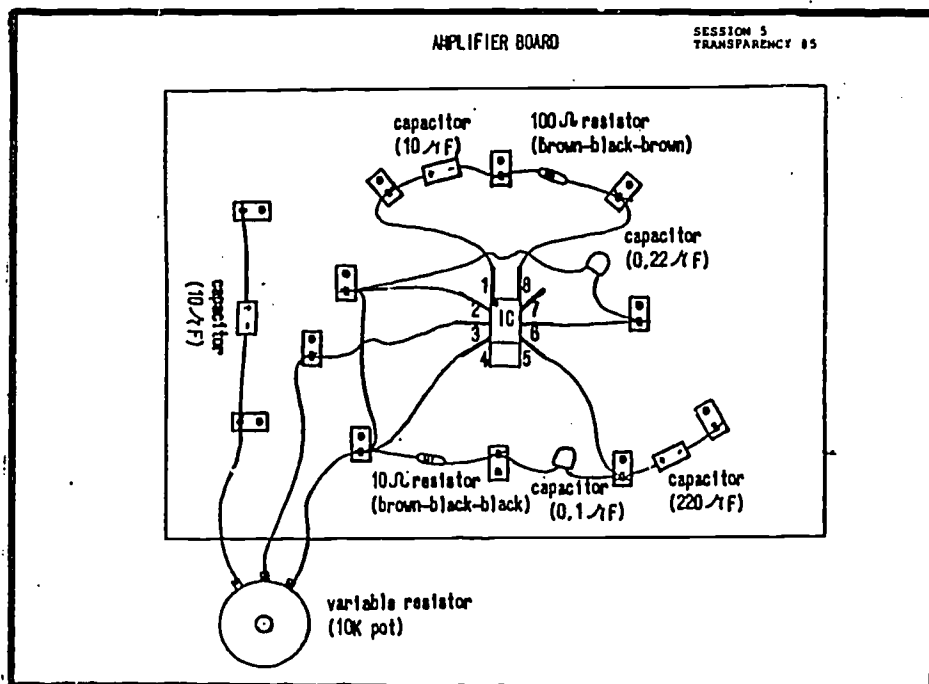 AMPLIFIER BOARD
SESSION 5
TRANSPARENCY #5
capacitor
(10 μF)
100 Ω resistor
(brown-black-brown)
capacitor
(0.22 μF)
capacitor
(10 μF)
1
8
2
7
IC
3
6
4
5
10 Ω resistor
(brown-black-black)
capacitor
(0.1 μF)
capacitor
(220 μF)
variable resistor
(10K pot)